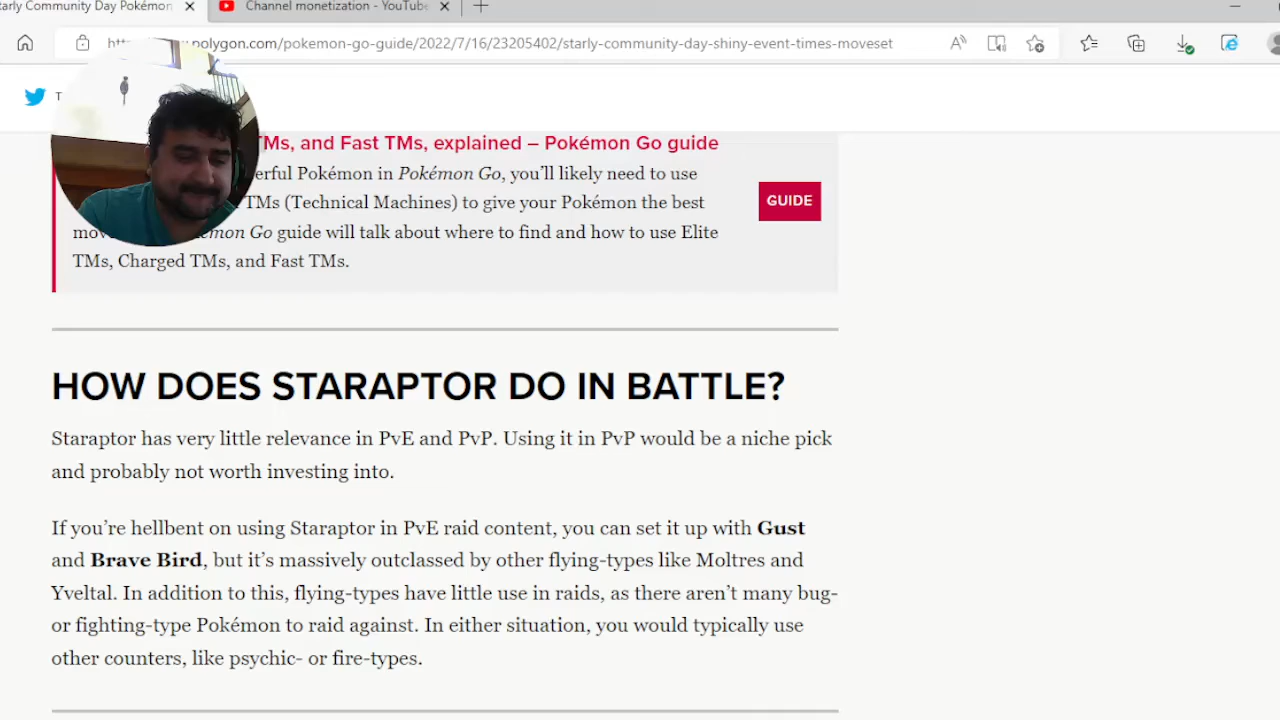 tarly Community Day Pokémon
Channel monetization - YouTube
polygon.com/pokemon-go-guide/2022/7/16/23205402/starly-community-day-shiny-event-times-moveset
T
TMs, and Fast TMs, explained – Pokémon Go guide
erful Pokémon in Pokémon Go, you'll likely need to use
TMs (Technical Machines) to give your Pokémon the best
GUIDE
mon Go guide will talk about where to find and how to use Elite
TMs, Charged TMs, and Fast TMs.
HOW DOES STARAPTOR DO IN BATTLE?
Staraptor has very little relevance in PvE and PvP. Using it in PvP would be a niche pick
and probably not worth investing into.
If you're hellbent on using Staraptor in PvE raid content, you can set it up with Gust
and Brave Bird, but it's massively outclassed by other flying-types like Moltres and
Yveltal. In addition to this, flying-types have little use in raids, as there aren't many bug-
or fighting-type Pokémon to raid against. In either situation, you would typically use
other counters, like psychic- or fire-types.